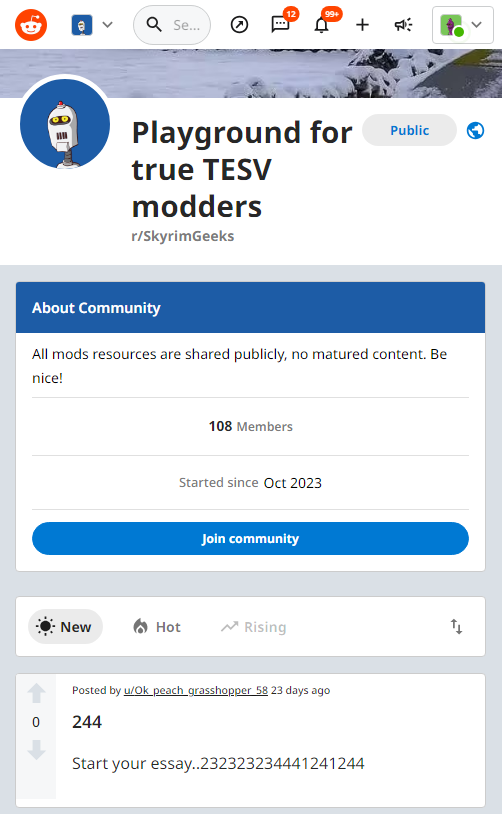 12
99+
Se...
Playground for
true TESV
modders
Public
r/SkyrimGeeks
About Community
All mods resources are shared publicly, no matured content. Be
nice!
108 Members
Started since Oct 2023
Join community
New
Hot
Rising
Posted by u/Ok_peach_grasshopper_58 23 days ago
0
244
Start your essay..232323234441241244